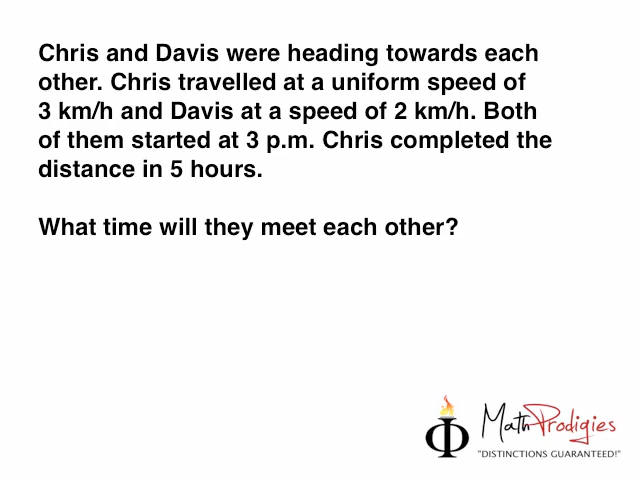 Chris and Davis were heading towards each
other. Chris travelled at a uniform speed of
3 km/h and Davis at a speed of 2 km/h. Both
of them started at 3 p.m. Chris completed the
distance in 5 hours.
What time will they meet each other?
Math Prodigies
"DISTINCTIONS GUARANTEED!"